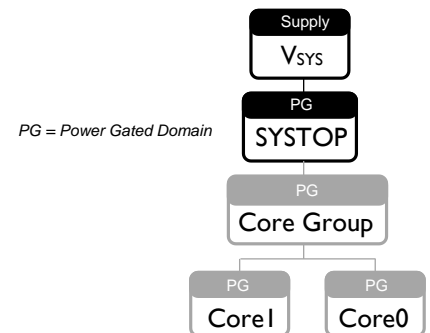 Supply
VSYS
PG
PG = Power Gated Domain
SYSTOP
PG
Core Group
PG
PG
Core1
Core0